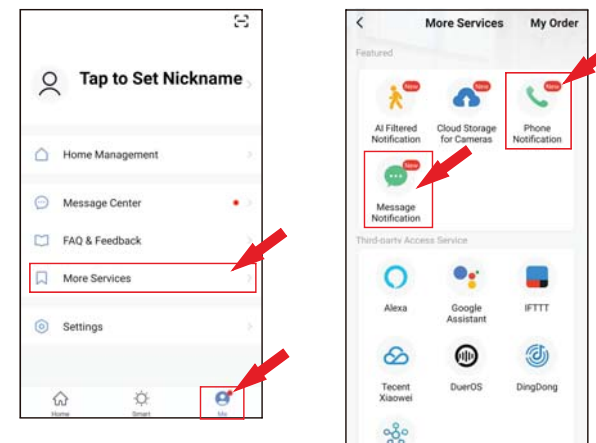 Tap to Set Nickname
Home Management
Message Center
FAQ & Feedback
More Services
Settings
Home
Smart
Me
More Services
My Order
Featured
New
New
New
AI Filtered
Notification
Cloud Storage
for Cameras
Phone
Notification
New
Message
Notification
Third-party Access Service
Alexa
Google
Assistant
IFTTT
Tecent
Xiaowei
DuerOS
DingDong